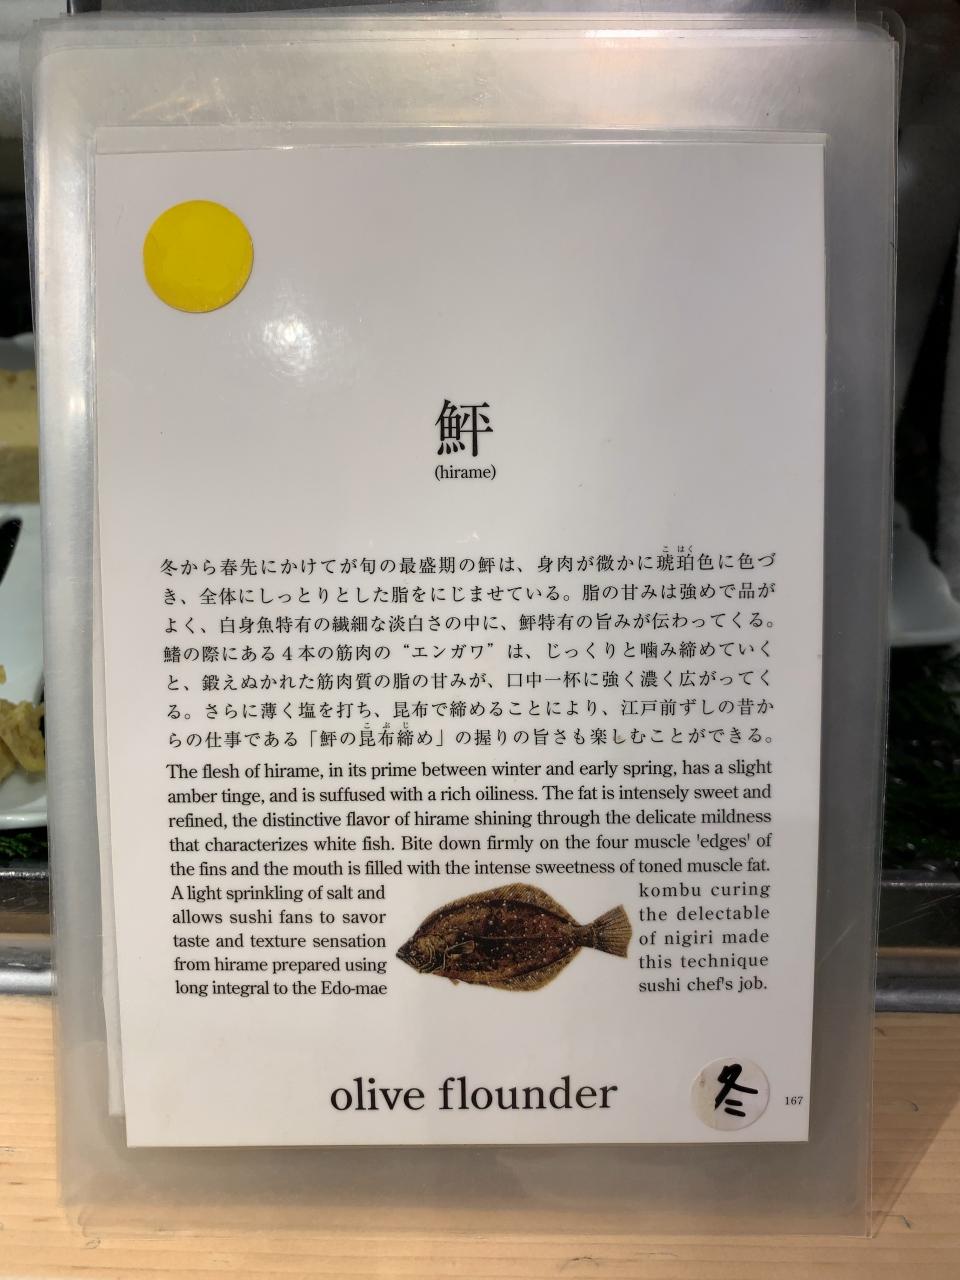 鮃
(hirame)
冬から春先にかけてが旬の最盛期の鮃は、身肉が微かに琥珀色に色づ
こ はく
き、全体にしっとりとした脂をにじませている。脂の甘みは強めで品が
よく、白身魚特有の繊細な淡白さの中に、鮃特有の旨みが伝わってくる。
鰭の際にある4本の筋肉の“エンガワ”は、じっくりと噛み締めていく
と、鍛えぬかれた筋肉質の脂の甘みが、口中一杯に強く濃く広がってく
る。さらに薄く塩を打ち、昆布で締めることにより、江戸前ずしの昔か
らの仕事である「鮃の昆布締め」の握りの旨さも楽しむことができる。
こ ぶ じ
The flesh of hirame, in its prime between winter and early spring, has a slight
amber tinge, and is suffused with a rich oiliness. The fat is intensely sweet and
refined, the distinctive flavor of hirame shining through the delicate mildness
that characterizes white fish. Bite down firmly on the four muscle 'edges' of
the fins and the mouth is filled with the intense sweetness of toned muscle fat.
A light sprinkling of salt and kombu curing
allows sushi fans to savor the delectable
taste and texture sensation of nigiri made
from hirame prepared using this technique
long integral to the Edo-mae sushi chef's job.
olive flounder
冬
167